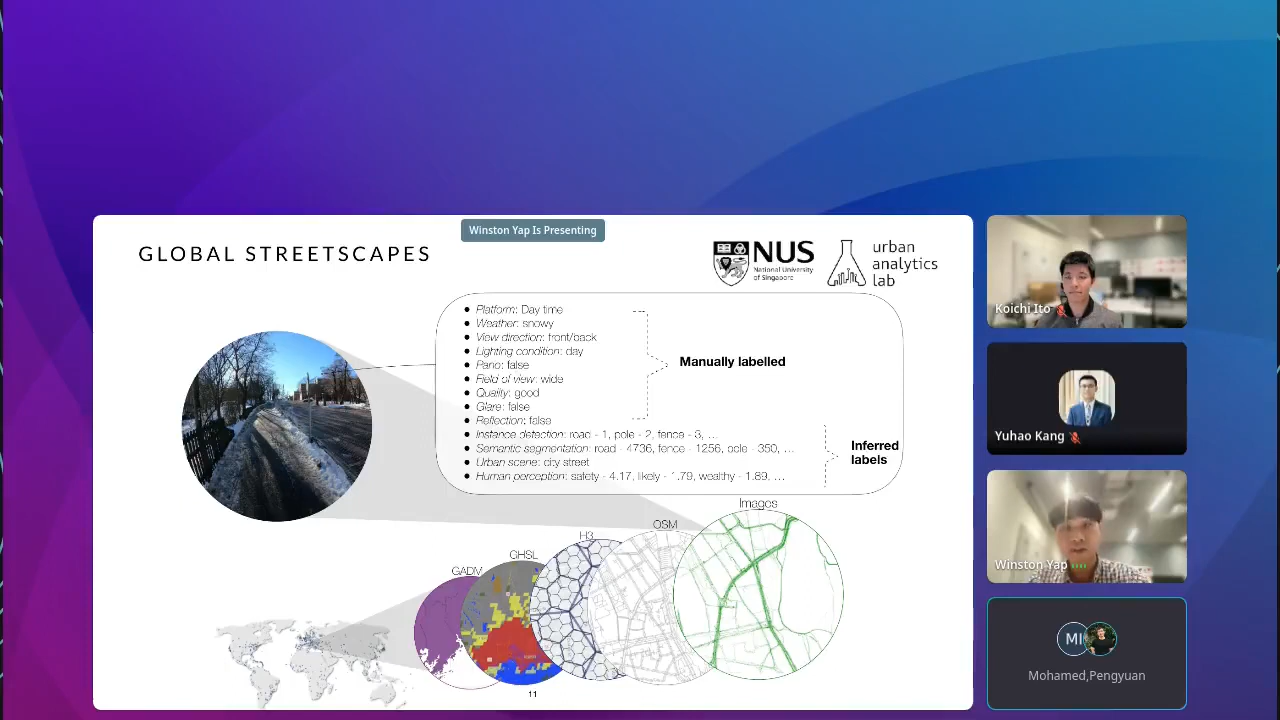 Winston Yap Is Presenting
GLOBAL STREETSCAPES
NUS
National University
of Singapore
urban
analytics
lab
Platform: Day time
Weather: snowy
View direction: front/back
Lighting condition: day
Pano: false
Field of view: wide
Quality: good
Glare: false
Reflection: false
Manually labelled
Instance detection: road - 1, pole - 2, fence - 3, ...
Semantic segmentation: road - 4736, fence - 1256, pole - 350, ...
Urban scene: city street
Human perception: safety - 4.17, likely - 1.79, wealthy - 1.89, ...
Inferred
labels
GADM
GHSL
H3
OSM
Images
11
Koichi Ito
Yuhao Kang
Winston Yap
MI
Mohamed,Pengyuan